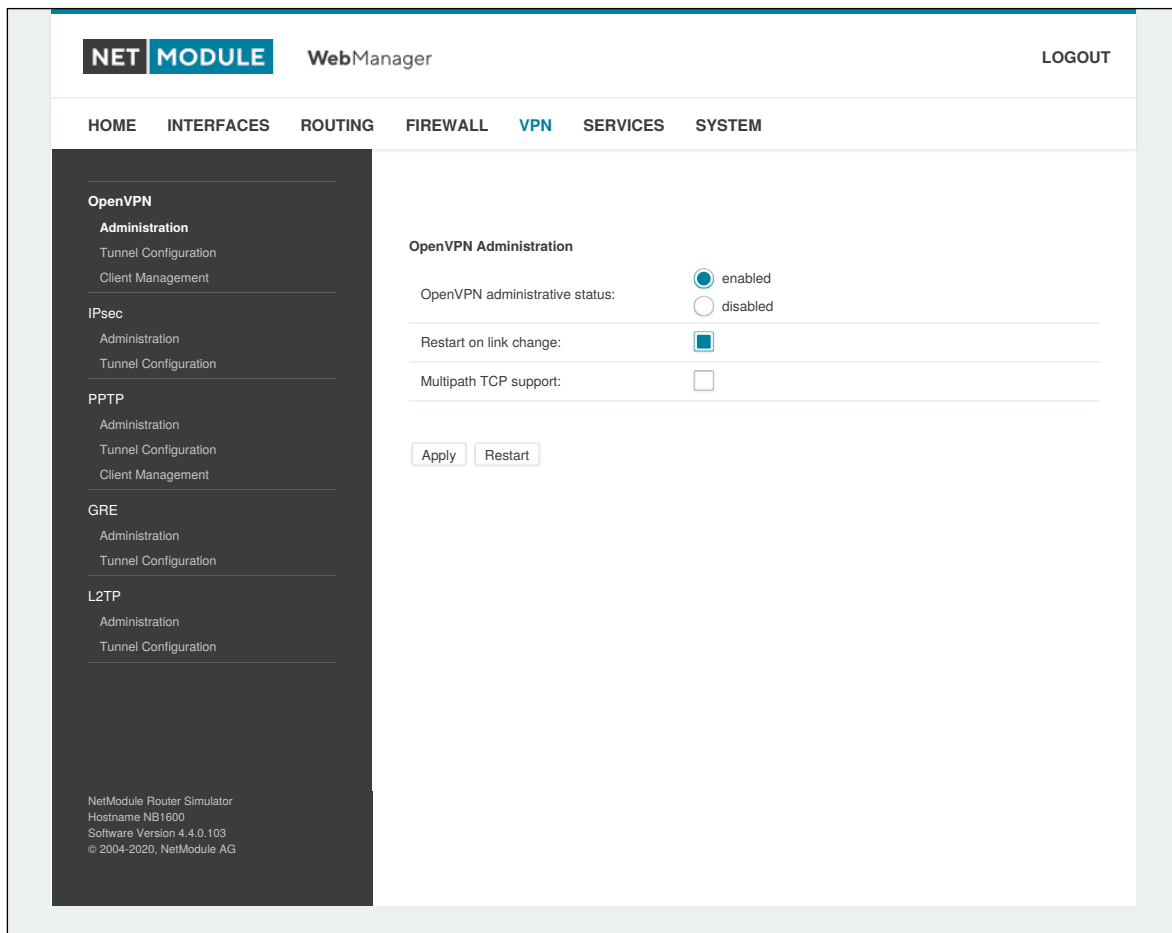 NET MODULE WebManager LOGOUT
HOME INTERFACES ROUTING FIREWALL VPN SERVICES SYSTEM
OpenVPN
Administration
Tunnel Configuration
Client Management
IPsec
Administration
Tunnel Configuration
PPTP
Administration
Tunnel Configuration
Client Management
GRE
Administration
Tunnel Configuration
L2TP
Administration
Tunnel Configuration
NetModule Router Simulator
Hostname NB1600
Software Version 4.4.0.103
© 2004-2020, NetModule AG
OpenVPN Administration
OpenVPN administrative status:
enabled
disabled
Restart on link change:
Multipath TCP support:
Apply Restart